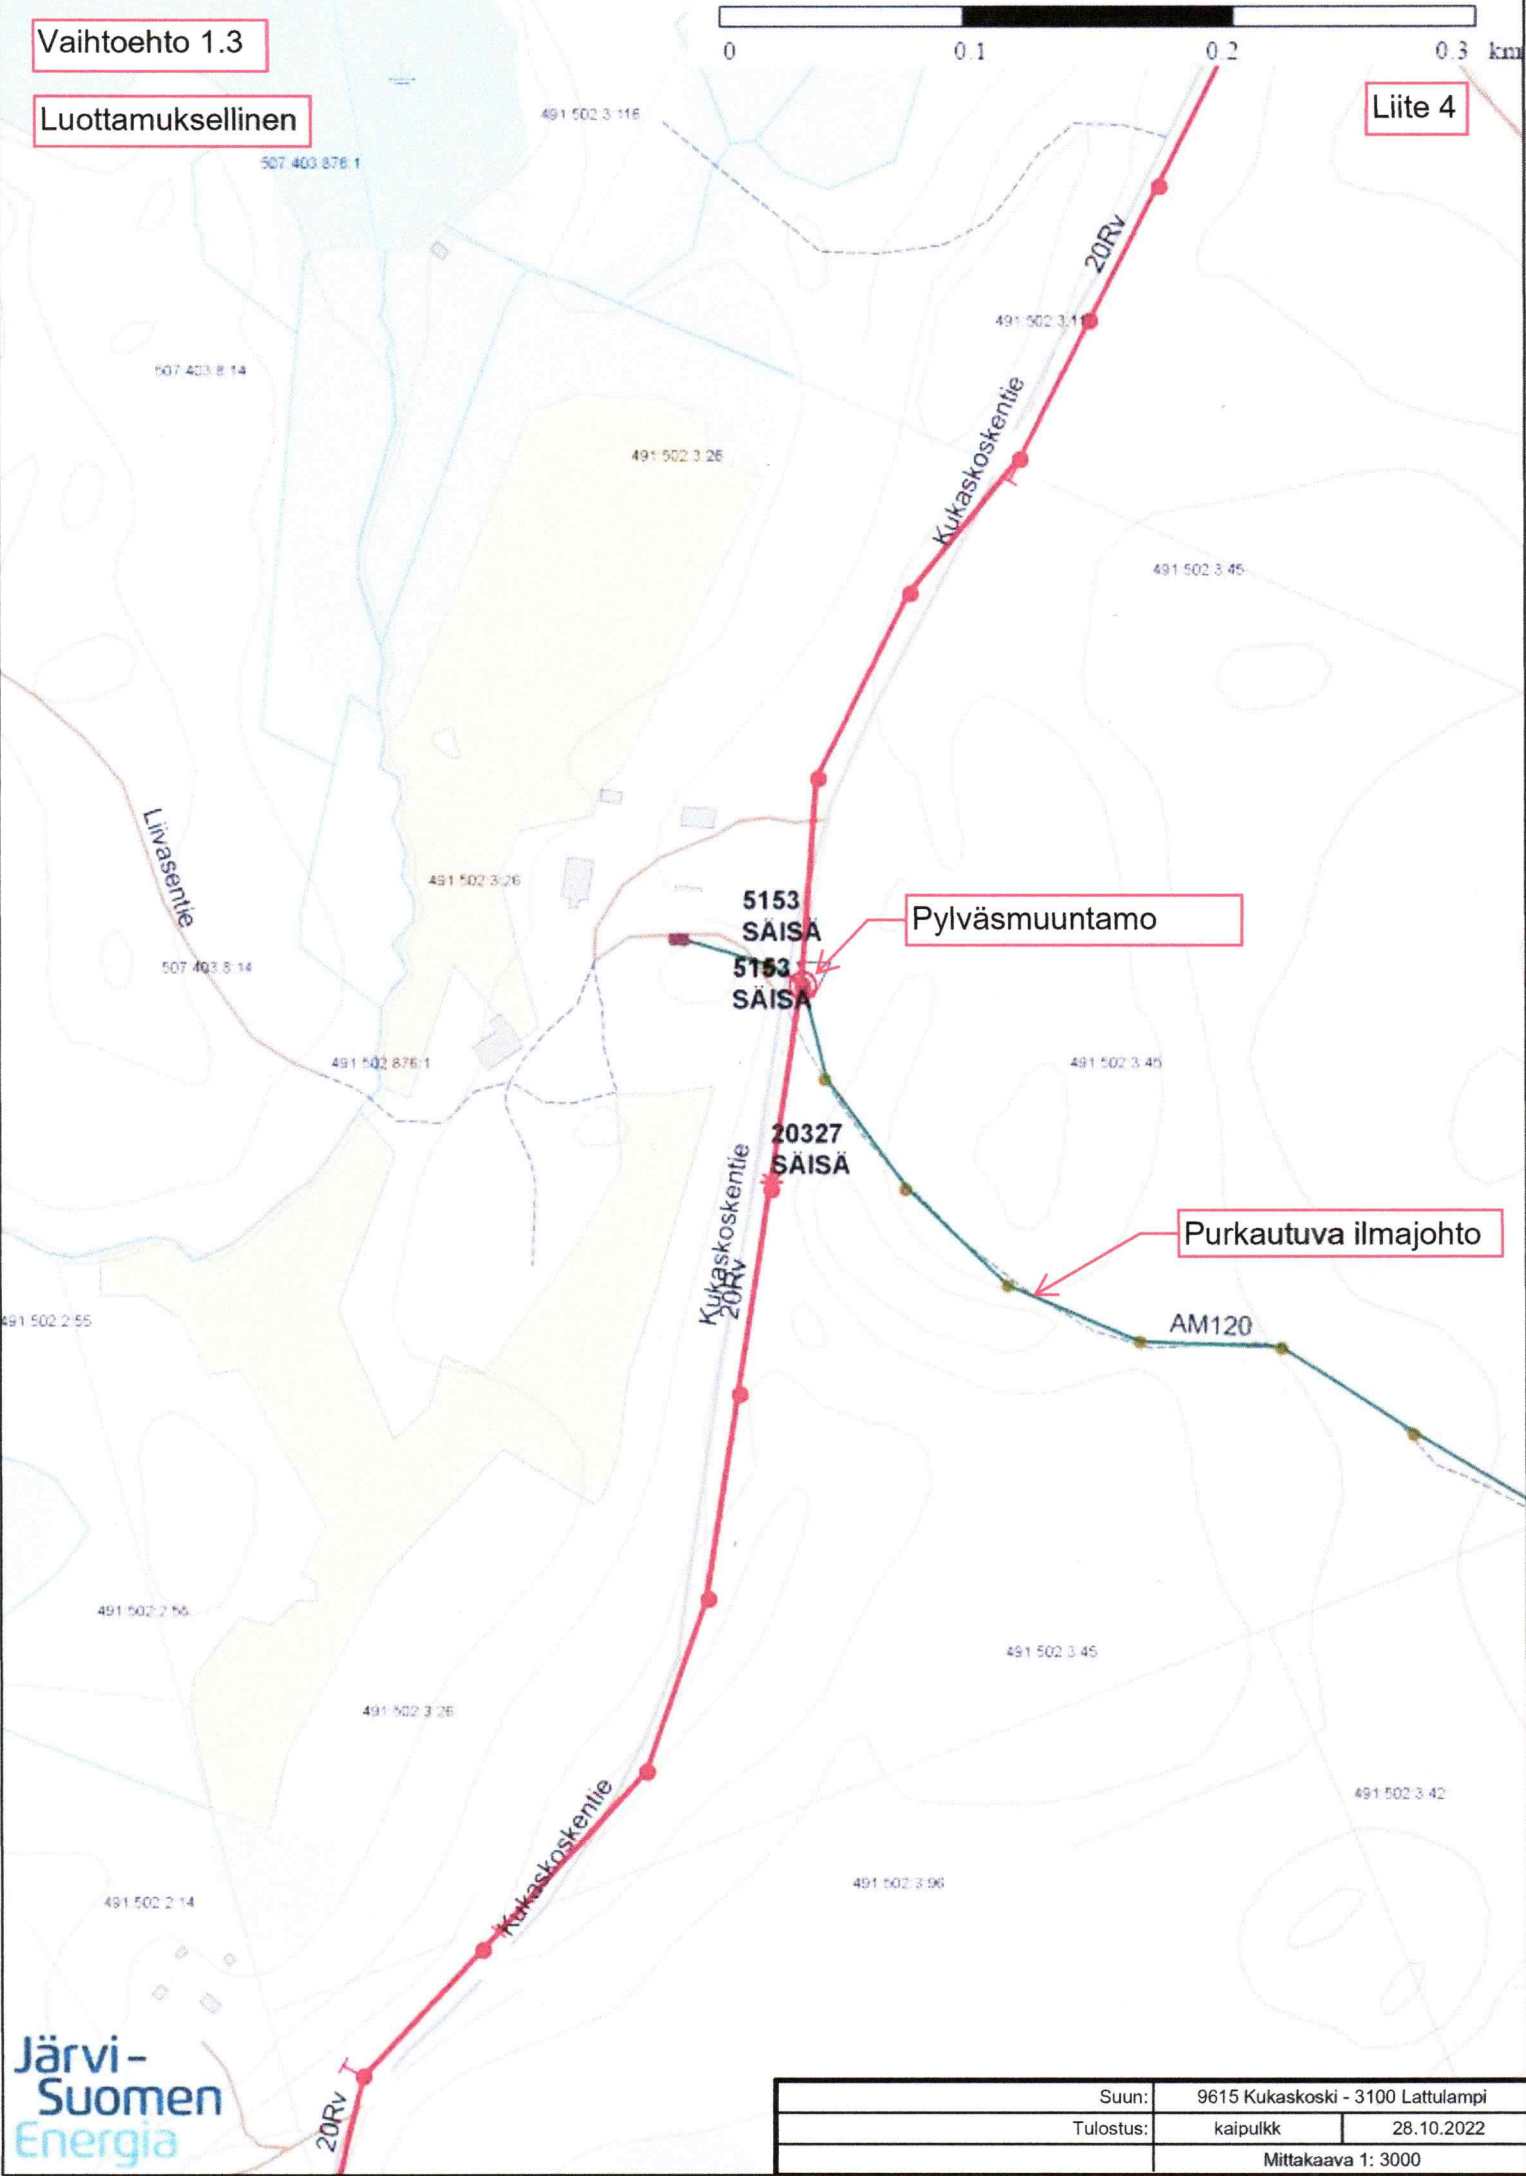 Vaihtoehto 1.3
Luottamuksellinen
0 0.1 0.2 0.3 km
Liite 4
491:502:3:116
507:403:876:1
20Rv
507:403:8:14
Kukaskoskentie
491:502:3:26
491:502:3:45
Liivasentie
491:502:3:26
5153
SÄISÄ
Pylväsmuuntamo
507:403:8:14
5153
SÄISÄ
491:502:876:1
491:502:3:45
20327
SÄISÄ
Kukaskoskentie
20Rv
Purkautuva ilmajohto
491:502:2:55
AM120
491:502:2:55
491:502:3:45
491:502:3:26
491:502:3:42
Kukaskoskentie
491:502:3:96
491:502:2:14
20Rv
Järvi-
Suomen
Energia
Suun: 9615 Kukaskoski - 3100 Lattulampi
Tulostus: kaipulkk 28.10.2022
Mittakaava 1: 3000